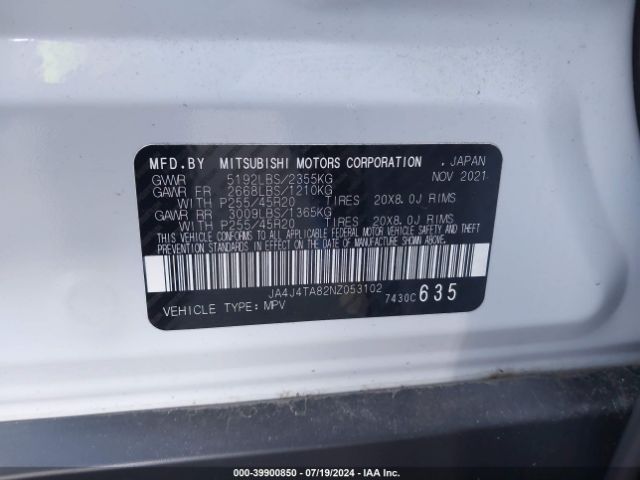 MFD.BY MITSUBISHI MOTORS CORPORATION . JAPAN
GVWR 5192LBS/2355KG NOV 2021
GAWR FR 2668LBS/1210KG
WITH P255/45R20 TIRES 20X8.0J RIMS
GAWR RR 3009LBS/1365KG
WITH P255/45R20 TIRES 20X8.0J RIMS
THIS VEHICLE CONFORMS TO ALL APPLICABLE FEDERAL MOTOR VEHICLE SAFETY AND THEFT
PREVENTION STANDARDS IN EFFECT ON THE DATE OF MANUFACTURE SHOWN ABOVE.
JA4J4TA82NZ053102
VEHICLE TYPE: MPV 7430C 635
000-39900850 / 07/19/2024 - IAA Inc.